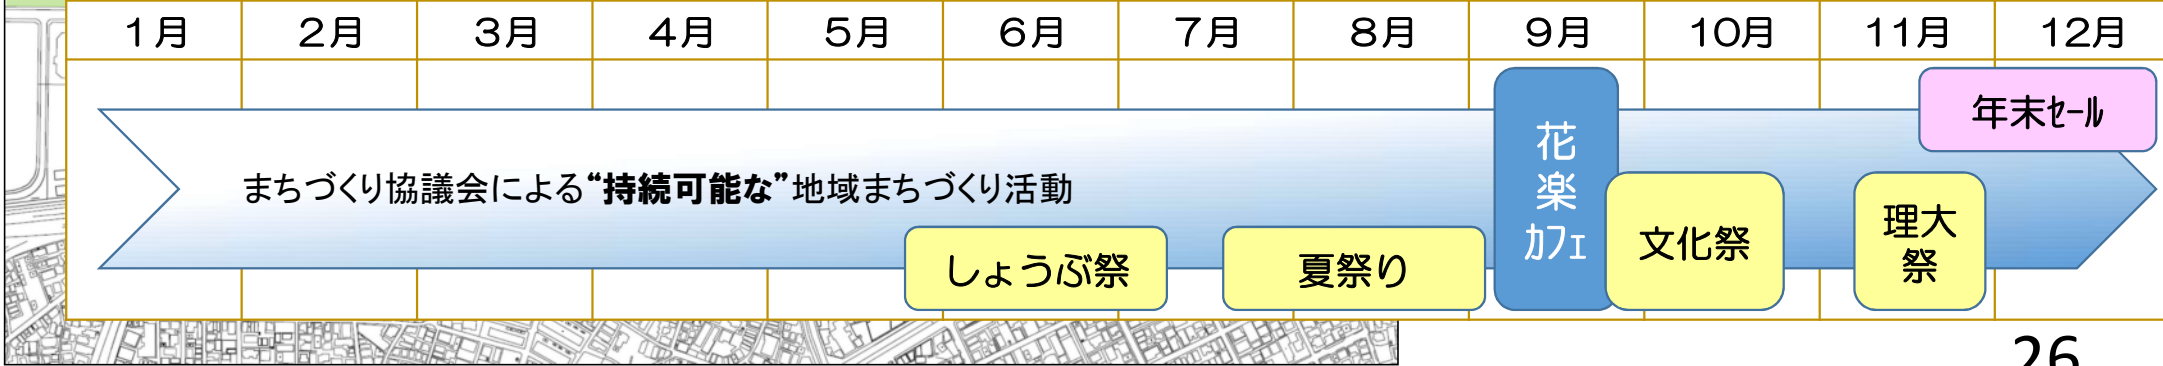 1月 2月 3月 4月 5月 6月 7月 8月 9月 10月 11月 12月
年末ｾｰﾙ
まちづくり協議会による“持続可能な”地域まちづくり活動
花楽ｶﾌｪ
しょうぶ祭
夏祭り
文化祭
理大
祭
26